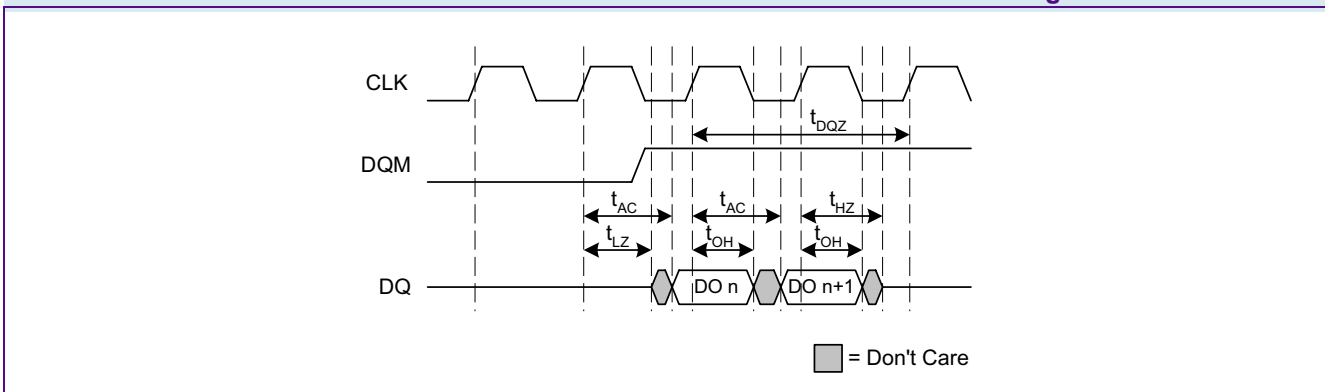 CLK
tDQZ
DQM
tAC tAC tHZ
tLZ tOH tOH
DQ DO n DO n+1
= Don't Care